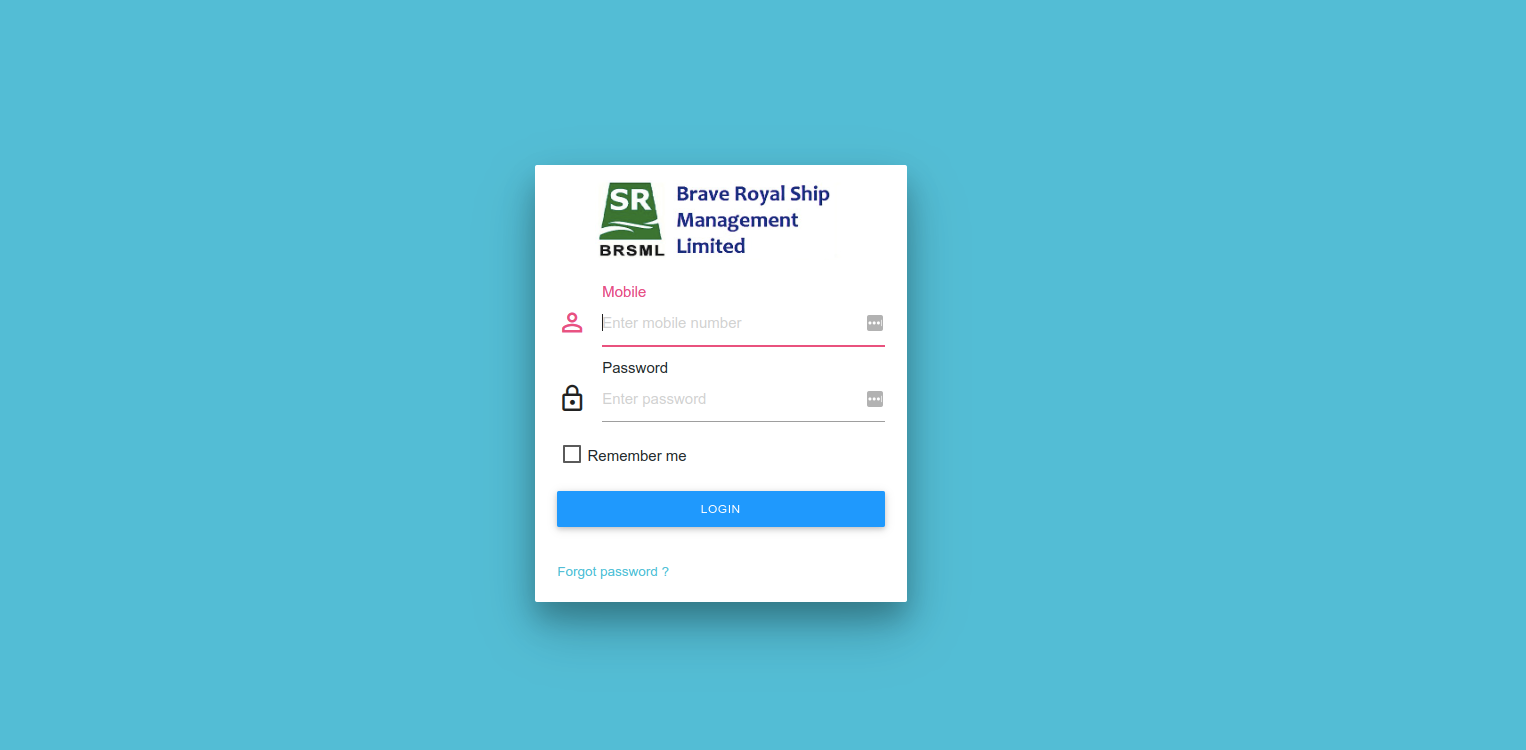 SR
BRSML
Brave Royal Ship
Management
Limited
Mobile
Enter mobile number
Password
Enter password
Remember me
LOGIN
Forgot password ?